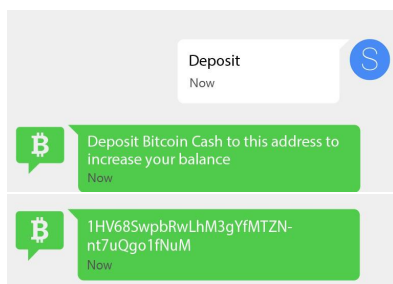 Deposit
S
Now
Deposit Bitcoin Cash to this address to
increase your balance
Now
1HV68SwpbRwLhM3gYfMTZN-
nt7uQgo1fNuM
Now